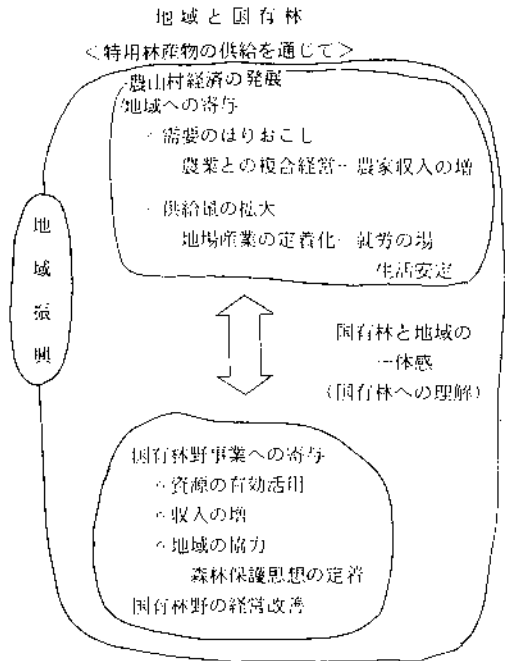 地域と国有林
＜特用林産物の供給を通じて＞
農山村経済の発展
地域への寄与
・需要のはりおこし
農業との複合経営－農家収入の増
・供給量の拡大
地場産業の定着化－就労の場
生活安定
地域振興
国有林と地域の
一体感
(国有林への理解)
国有林野事業への寄与
・資源の有効活用
・収入の増
・地域の協力
森林保護思想の定着
国有林野の経営改善